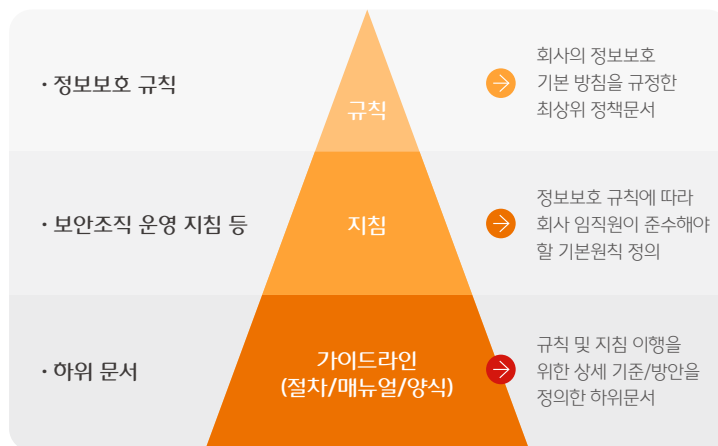 · 정보보호 규칙
규칙
회사의 정보보호
기본 방침을 규정한
최상위 정책문서
· 보안조직 운영 지침 등
지침
정보보호 규칙에 따라
회사 임직원이 준수해야
할 기본원칙 정의
· 하위 문서
가이드라인
(절차/매뉴얼/양식)
규칙 및 지침 이행을
위한 상세 기준/방안을
정의한 하위문서